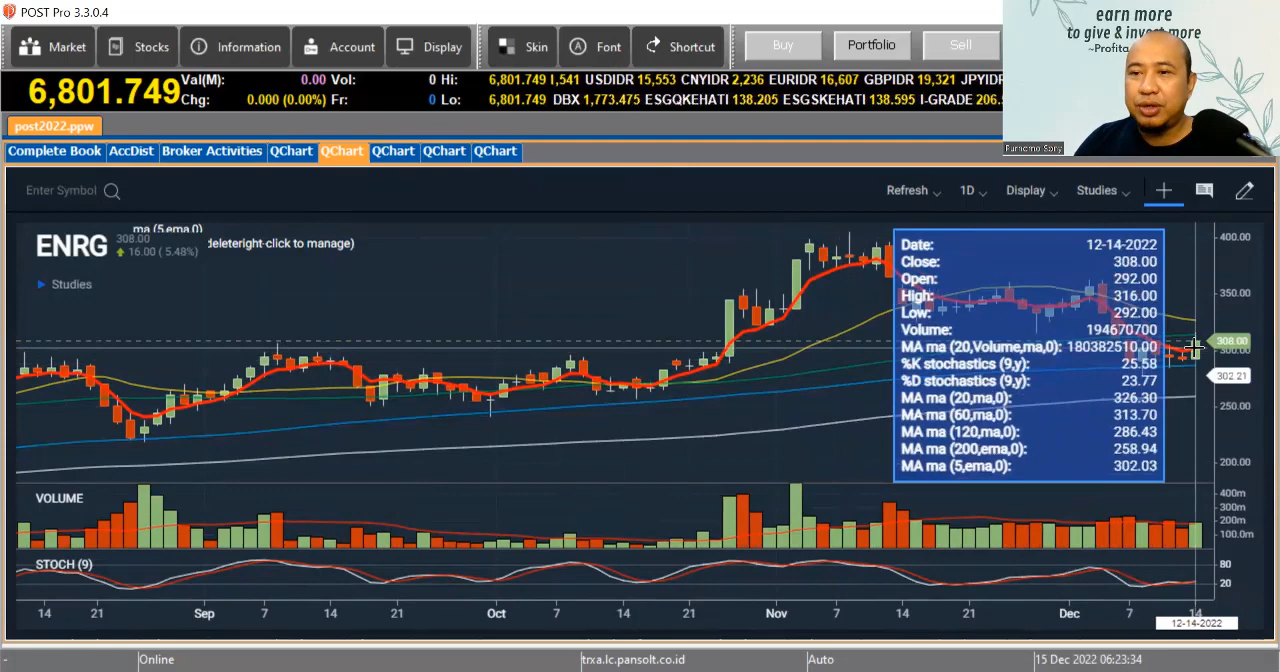 POST Pro 3.3.0.4
Market Stocks Information Account Display Skin Font Shortcut Buy Portfolio Sell
earn more
to give & invest more
~Profita
6,801.749 Val(M): 0.00 Vol: 0 Hi: 6,801.749 I,541 USDIDR 15,553 CNYIDR 2,236 EURIDR 16,607 GBPIDR 19,321 JPYIDR
Chg: 0.000 (0.00%) Fr: 0 Lo: 6,801.749 DBX 1,773.475 ESGQKEHATI 138.205 ESGSKEHATI 138.595 I-GRADE 206.
post2022.ppw
Complete Book AccDist Broker Activities QChart QChart QChart QChart QChart
Purnomo Sony
Enter Symbol Refresh 1D Display Studies
ma (5,ema,0)
ENRG 308.00 deleteright-click to manage)
16.00 (5.48%)
Studies
Date: 12-14-2022
Close: 308.00
Open: 292.00
High: 316.00
Low: 292.00
Volume: 194670700
MA ma (20,Volume,ma,0): 180382510.00
%K stochastics (9,y): 25.58
%D stochastics (9,y): 23.77
MA ma (20,ma,0): 326.30
MA ma (60,ma,0): 313.70
MA ma (120,ma,0): 286.43
MA ma (200,ema,0): 258.94
MA ma (5,ema,0): 302.03
400.00
350.00
308.00
300.00
302.21
250.00
200.00
VOLUME
400m
300m
200m
100.0m
STOCH (9)
80
20
14 21 Sep 7 14 21 Oct 7 14 21 Nov 7 14 21 Dec 7 14
12-14-2022
- Online trxa.lc.pansolt.co.id Auto 15 Dec 2022 06:23:34